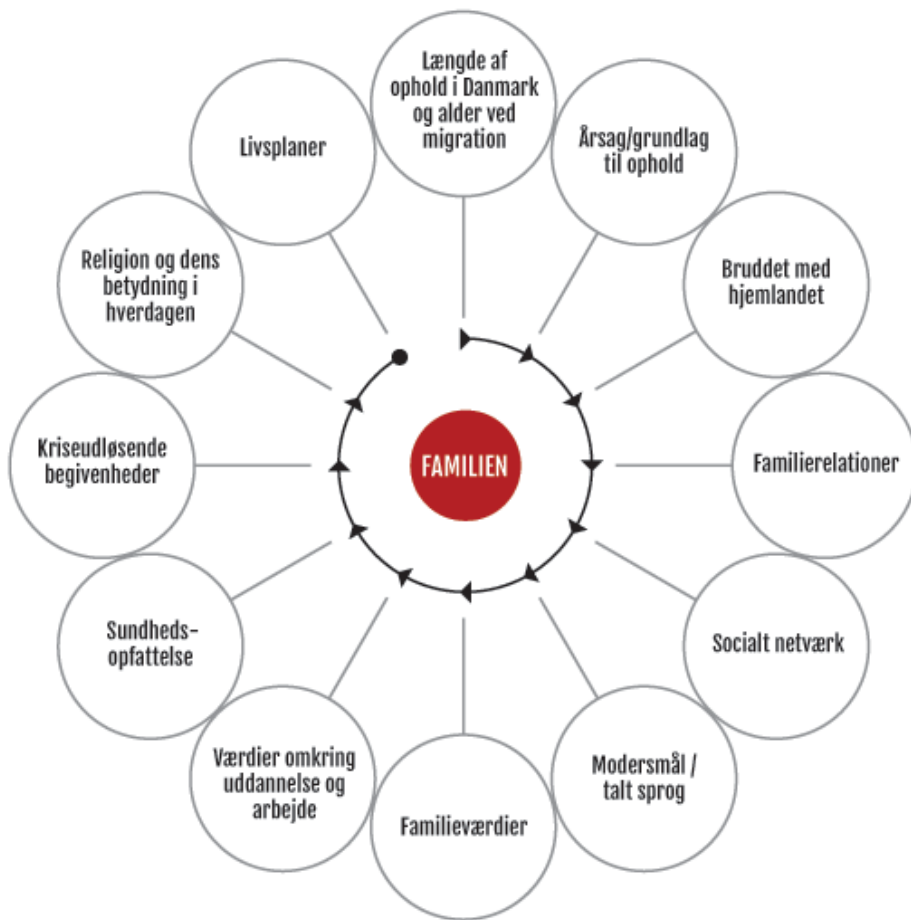 Længde af
ophold i Danmark
og alder ved
migration
Årsag/grundlag
til ophold
Bruddet med
hjemlandet
Familierelationer
Socialt netværk
Modersmål /
talt sprog
Familieværdier
Værdier omkring
uddannelse og
arbejde
Sundheds-
opfattelse
Kriseudløsende
begivenheder
Religion og dens
betydning i
hverdagen
Livsplaner
FAMILIEN